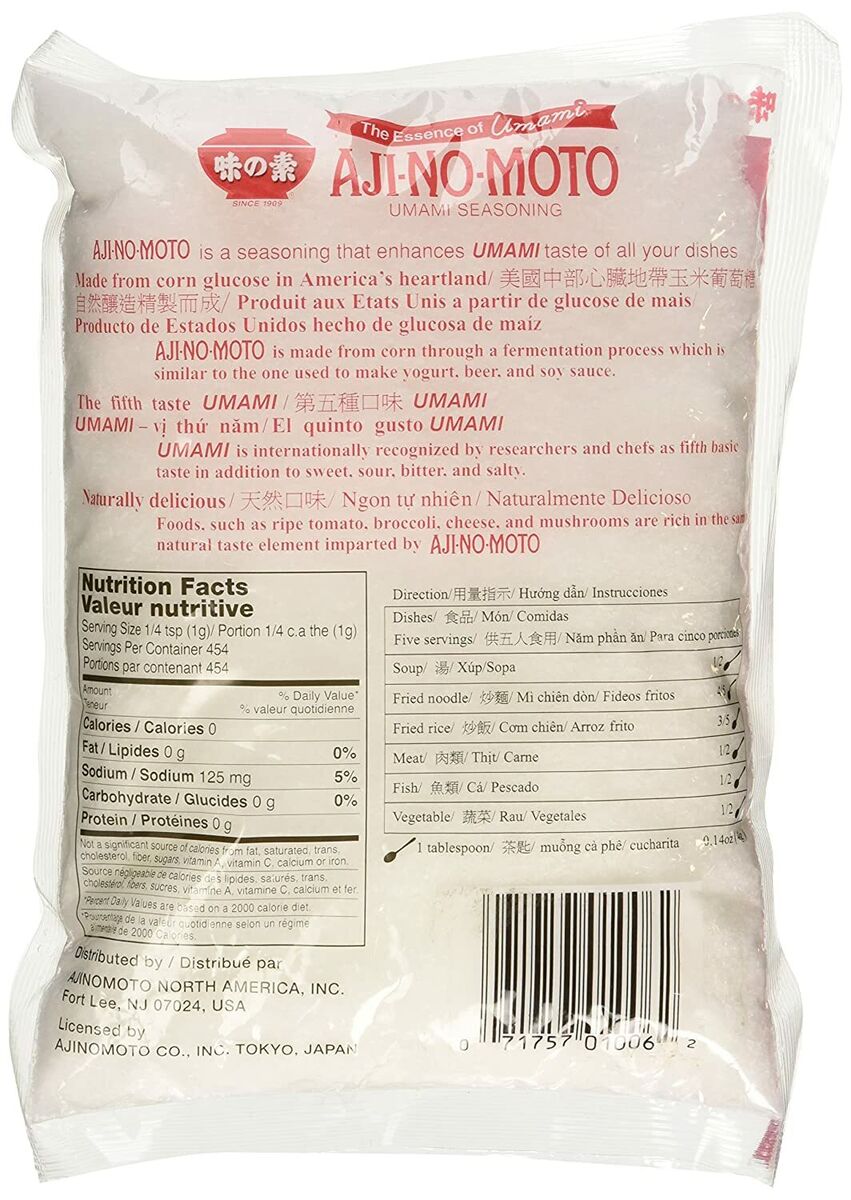 The Essence of Umami
味の素
SINCE 1909
AJI-NO-MOTO
UMAMI SEASONING
味
AJI-NO-MOTO is a seasoning that enhances UMAMI taste of all your dishes
Made from corn glucose in America's heartland/ 美國中部心臟地帶玉米葡萄糖
自然釀造精製而成/ Produit aux Etats Unis a partir de glucose de mais/
Producto de Estados Unidos hecho de glucosa de maíz
AJI-NO-MOTO is made from corn through a fermentation process which is
similar to the one used to make yogurt, beer, and soy sauce.
The fifth taste UMAMI / 第五種口味 UMAMI
UMAMI – vị thứ năm/ El quinto gusto UMAMI
UMAMI is internationally recognized by researchers and chefs as fifth basic
taste in addition to sweet, sour, bitter, and salty.
Naturally delicious / 天然口味/ Ngon tự nhiên / Naturalmente Delicioso
Foods, such as ripe tomato, broccoli, cheese, and mushrooms are rich in the
natural taste element imparted by AJI-NO-MOTO
Nutrition Facts
Valeur nutritive
Serving Size 1/4 tsp (1g)/ Portion 1/4 c.a the (1g)
Servings Per Container 454
Portions par contenant 454
Amount % Daily Value*
Teneur % valeur quotidienne
Calories / Calories 0
Fat / Lipides 0 g 0%
Sodium / Sodium 125 mg 5%
Carbohydrate / Glucides 0 g 0%
Protein / Protéines 0 g
Not a significant source of calories from fat, saturated, trans,
cholesterol, fiber, sugars, vitamin A, vitamin C, calcium or iron.
Source négligeable de calories des lipides, saturés, trans,
cholestérol, fibers, sucres, vitamine A, vitamine C, calcium et fer.
*Percent Daily Values are based on a 2000 calorie diet.
*Pourcentage de la valeur quotidienne selon un régime
alimentaire de 2000 Calories.
Direction/用量指示/ Hướng dẫn/ Instrucciones
Dishes/ 食品/ Món/ Comidas
Five servings/ 供五人食用/ Năm phần ăn/ Para cinco porciones
Soup/ 湯/ Xúp/Sopa 1/2
Fried noodle/ 炒麵/ Mì chiên dòn/ Fideos fritos 4/5
Fried rice/ 炒飯/ Cơm chiên/ Arroz frito 3/5
Meat/ 肉類/ Thịt/ Carne 1/2
Fish/ 魚類/ Cá/ Pescado 1/2
Vegetable/ 蔬菜/ Rau/ Vegetales 1/2
1 tablespoon/ 茶匙/ muỗng cà phê/ cucharita 0.14oz
Distributed by / Distribué par
AJINOMOTO NORTH AMERICA, INC.
Fort Lee, NJ 07024, USA
Licensed by
AJINOMOTO CO., INC. TOKYO, JAPAN
0 71757 01006 2